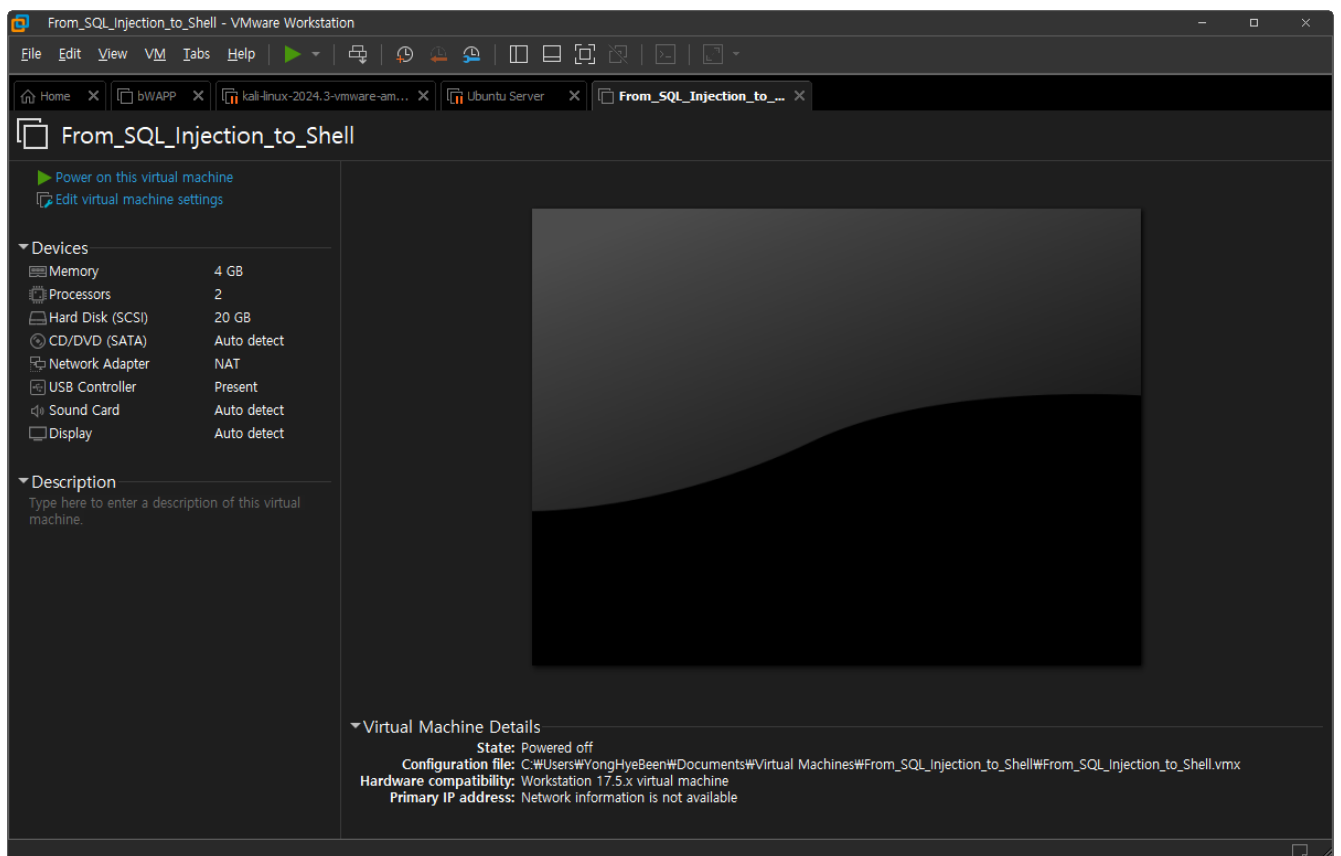 From_SQL_Injection_to_Shell - VMware Workstation
File Edit View VM Tabs Help
Home bWAPP kali-linux-2024.3-vmware-am... Ubuntu Server From_SQL_Injection_to_...
From_SQL_Injection_to_Shell
Power on this virtual machine
Edit virtual machine settings
Devices
Memory 4 GB
Processors 2
Hard Disk (SCSI) 20 GB
CD/DVD (SATA) Auto detect
Network Adapter NAT
USB Controller Present
Sound Card Auto detect
Display Auto detect
Description
Type here to enter a description of this virtual
machine.
Virtual Machine Details
State: Powered off
Configuration file: C:₩Users₩YongHyeBeen₩Documents₩Virtual Machines₩From_SQL_Injection_to_Shell₩From_SQL_Injection_to_Shell.vmx
Hardware compatibility: Workstation 17.5.x virtual machine
Primary IP address: Network information is not available